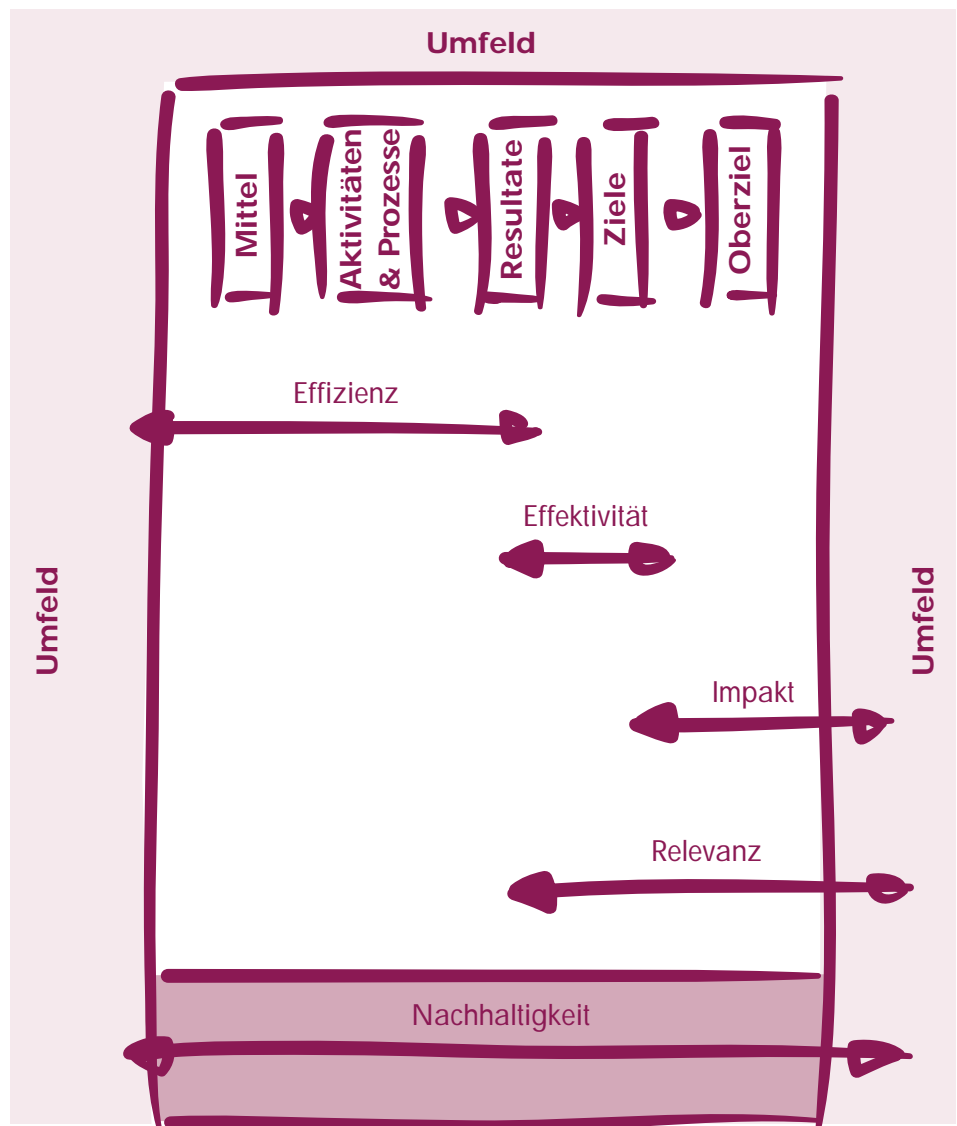 Umfeld
Mittel
Aktivitäten
& Prozesse
Resultate
Ziele
Oberziel
Effizienz
Effektivität
Umfeld
Umfeld
Impakt
Relevanz
Nachhaltigkeit